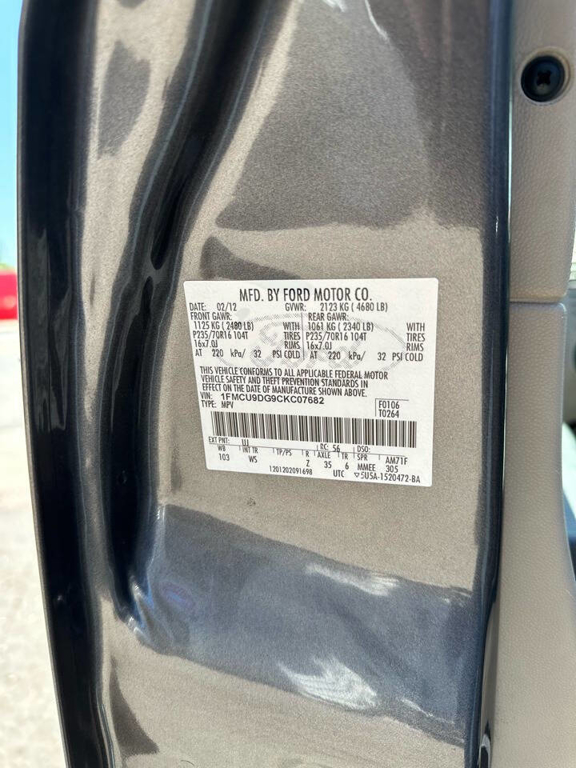 MFD. BY FORD MOTOR CO.
DATE: 02/12 GVWR: 2123 KG ( 4680 LB)
FRONT GAWR: REAR GAWR:
1125 KG ( 2480 LB) WITH 1061 KG ( 2340 LB) WITH
P235/70R16 104T TIRES P235/70R16 104T TIRES
16x7.0J RIMS 16x7.0J RIMS
AT 220 kPa/ 32 PSI COLD AT 220 kPa/ 32 PSI COLD
THIS VEHICLE CONFORMS TO ALL APPLICABLE FEDERAL MOTOR
VEHICLE SAFETY AND THEFT PREVENTION STANDARDS IN
EFFECT ON THE DATE OF MANUFACTURE SHOWN ABOVE.
VIN: 1FMCU9DG9CKC07682 F0106
TYPE: MPV T0264
EXT PNT: UJ RC: 56 DSO:
WB INT TR TP/PS R AXLE TR SPR AM71F
103 WS Z 35 6 MMEE 305
1201202091698 UTC 5U5A-1520472-BA